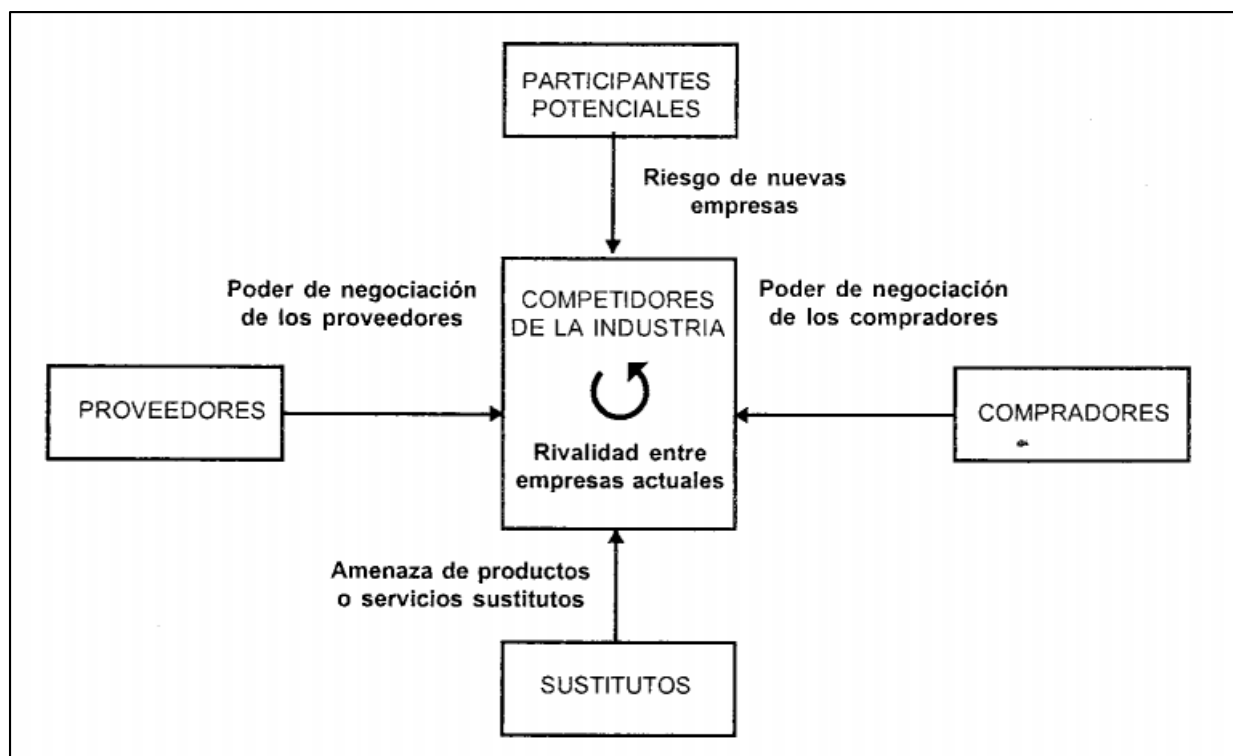 PARTICIPANTES
POTENCIALES
Riesgo de nuevas
empresas
Poder de negociación
de los proveedores
COMPETIDORES
DE LA INDUSTRIA
Poder de negociación
de los compradores
PROVEEDORES
COMPRADORES
Rivalidad entre
empresas actuales
Amenaza de productos
o servicios sustitutos
SUSTITUTOS